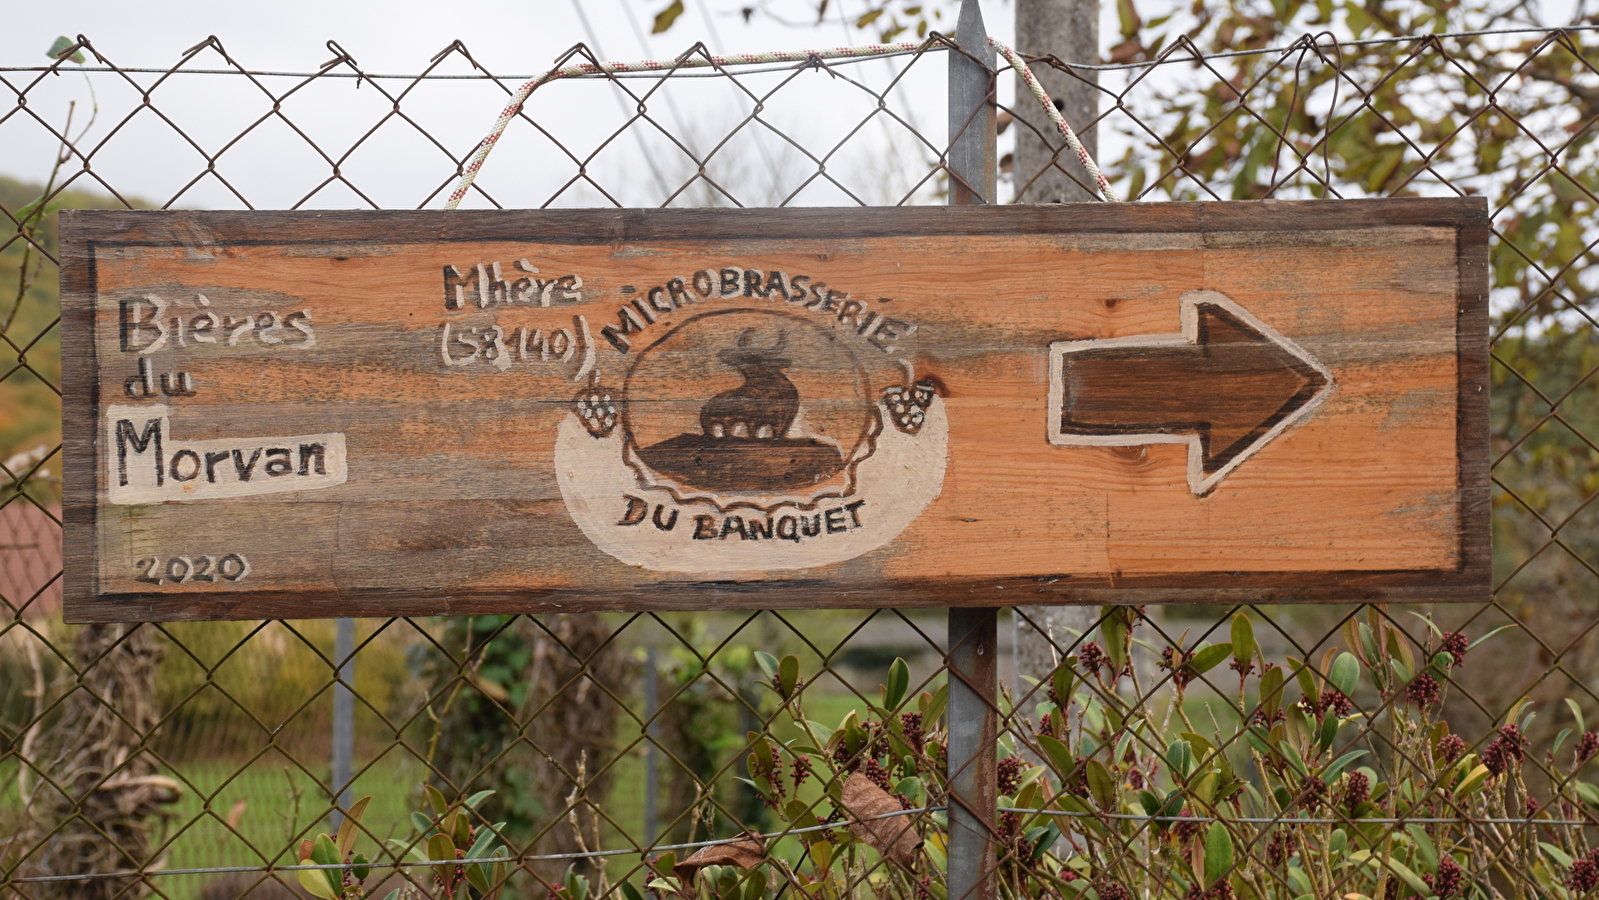 Bières
du
Morvan
2020
Mhère
(58140)
MICROBRASSERIE
DU BANQUET